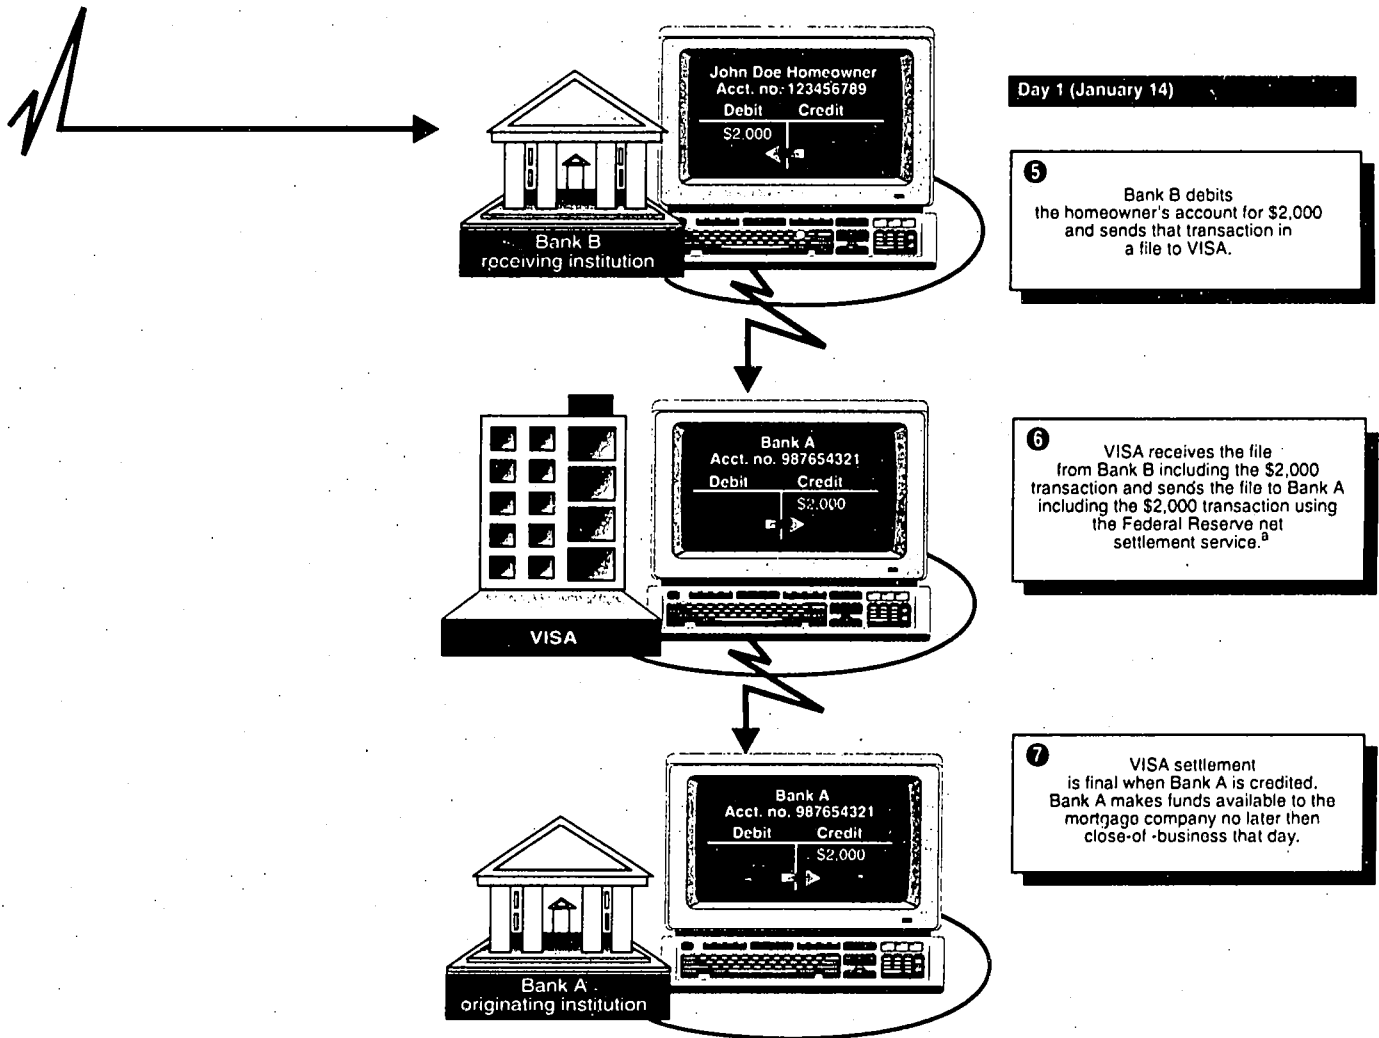 John Doe Homeowner
Acct. no. 123456789
Debit Credit
$2.000
Bank B
receiving institution
Day 1 (January 14)
5
Bank B debits
the homeowner's account for $2,000
and sends that transaction in
a file to VISA.
Bank A
Acct. no. 987654321
Debit Credit
$2.000
VISA
6
VISA receives the file
from Bank B including the $2,000
transaction and sends the file to Bank A
including the $2,000 transaction using
the Federal Reserve net
settlement service.a
Bank A
Acct. no. 987654321
Debit Credit
$2,000
Bank A
originating institution
7
VISA settlement
is final when Bank A is credited.
Bank A makes funds available to the
mortgage company no later then
close-of -business that day.